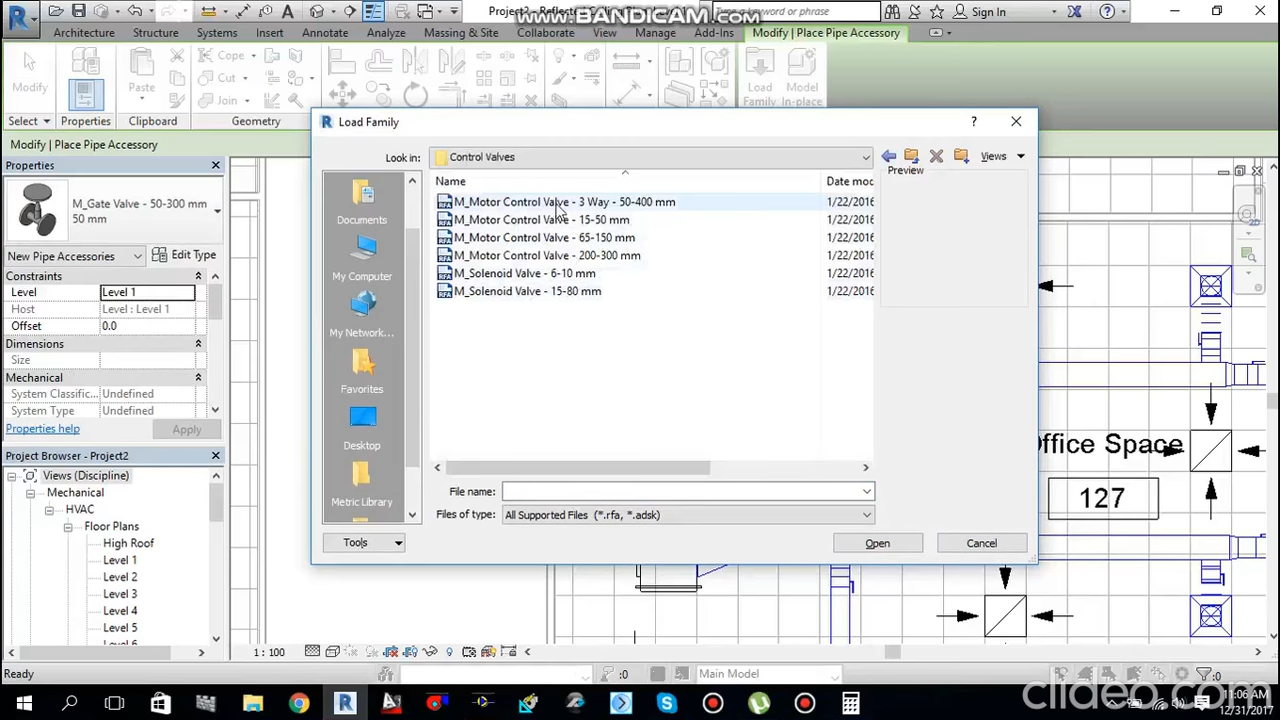 Project2 - Reflected Ceiling Pl
www.BANDICAM.com
or phrase
Sign In
Architecture Structure Systems Insert Annotate Analyze Massing & Site Collaborate View Manage Add-Ins Modify | Place Pipe Accessory
Modify
Paste
Cope
Cut
Join
Load
Family
Model
In-place
Select Properties Clipboard Geometry
Modify | Place Pipe Accessory
Properties
M_Gate Valve - 50-300 mm
50 mm
New Pipe Accessories
Edit Type
Constraints
Level
Level 1
Host
Level : Level 1
Offset
0.0
Dimensions
Size
Mechanical
System Classific...
Undefined
System Type
Undefined
Properties help
Apply
Project Browser - Project2
Views (Discipline)
Mechanical
HVAC
Floor Plans
High Roof
Level 1
Level 2
Level 3
Level 4
Level 5
Level 6
Load Family
Look in:
Control Valves
Views
Name
Date mod
Preview
M_Motor Control Valve - 3 Way - 50-400 mm
1/22/2016
M_Motor Control Valve - 15-50 mm
1/22/2016
M_Motor Control Valve - 65-150 mm
1/22/2016
M_Motor Control Valve - 200-300 mm
1/22/2016
M_Solenoid Valve - 6-10 mm
1/22/2016
M_Solenoid Valve - 15-80 mm
1/22/2016
Documents
My Computer
My Network...
Favorites
Desktop
Metric Library
File name:
Files of type:
All Supported Files (*.rfa, *.adsk)
Tools
Open
Cancel
Office Space
127
1 : 100
Ready
:0
Main Model
:0
clideo.com
11:06 AM
12/31/2017